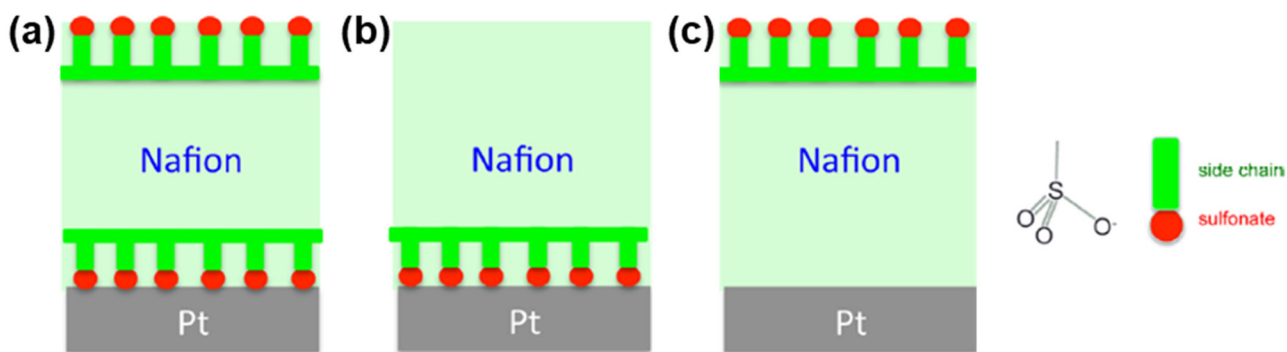 (a)
(b)
(c)
Nafion
Nafion
Nafion
Pt
Pt
Pt
S
O
O
O-
side chain
sulfonate